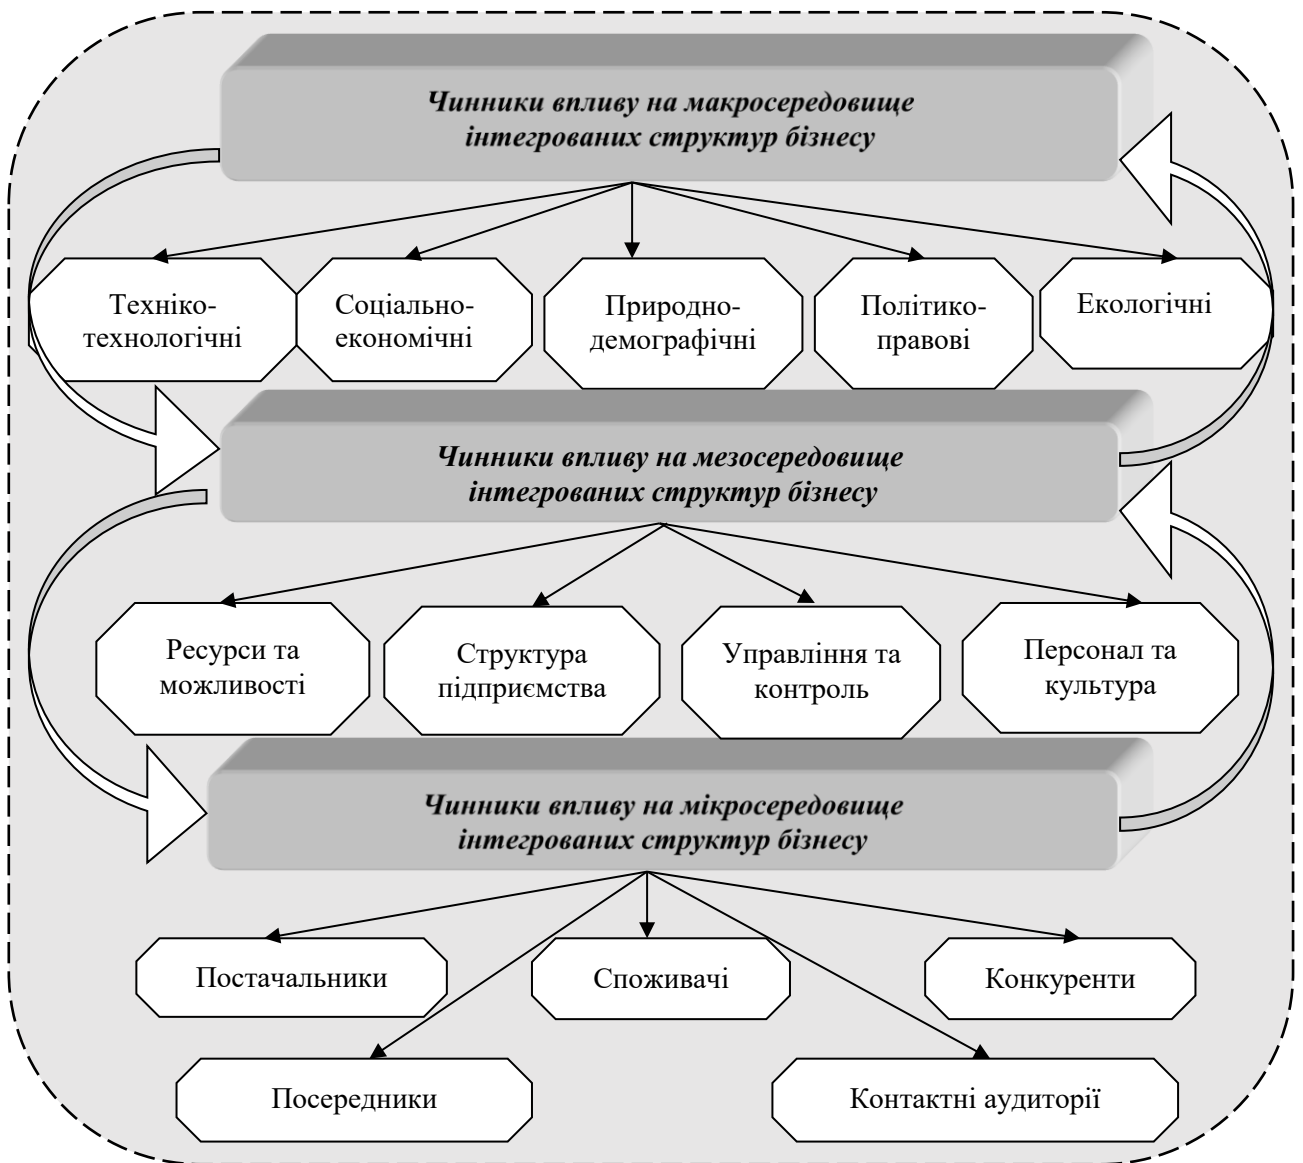 Чинники впливу на макросередовище
інтегрованих структур бізнесу
Техніко-
технологічні
Соціально-
економічні
Природно-
демографічні
Політико-
правові
Екологічні
Чинники впливу на мезосередовище
інтегрованих структур бізнесу
Ресурси та
можливості
Структура
підприємства
Управління та
контроль
Персонал та
культура
Чинники впливу на мікросередовище
інтегрованих структур бізнесу
Постачальники
Споживачі
Конкуренти
Посередники
Контактні аудиторії